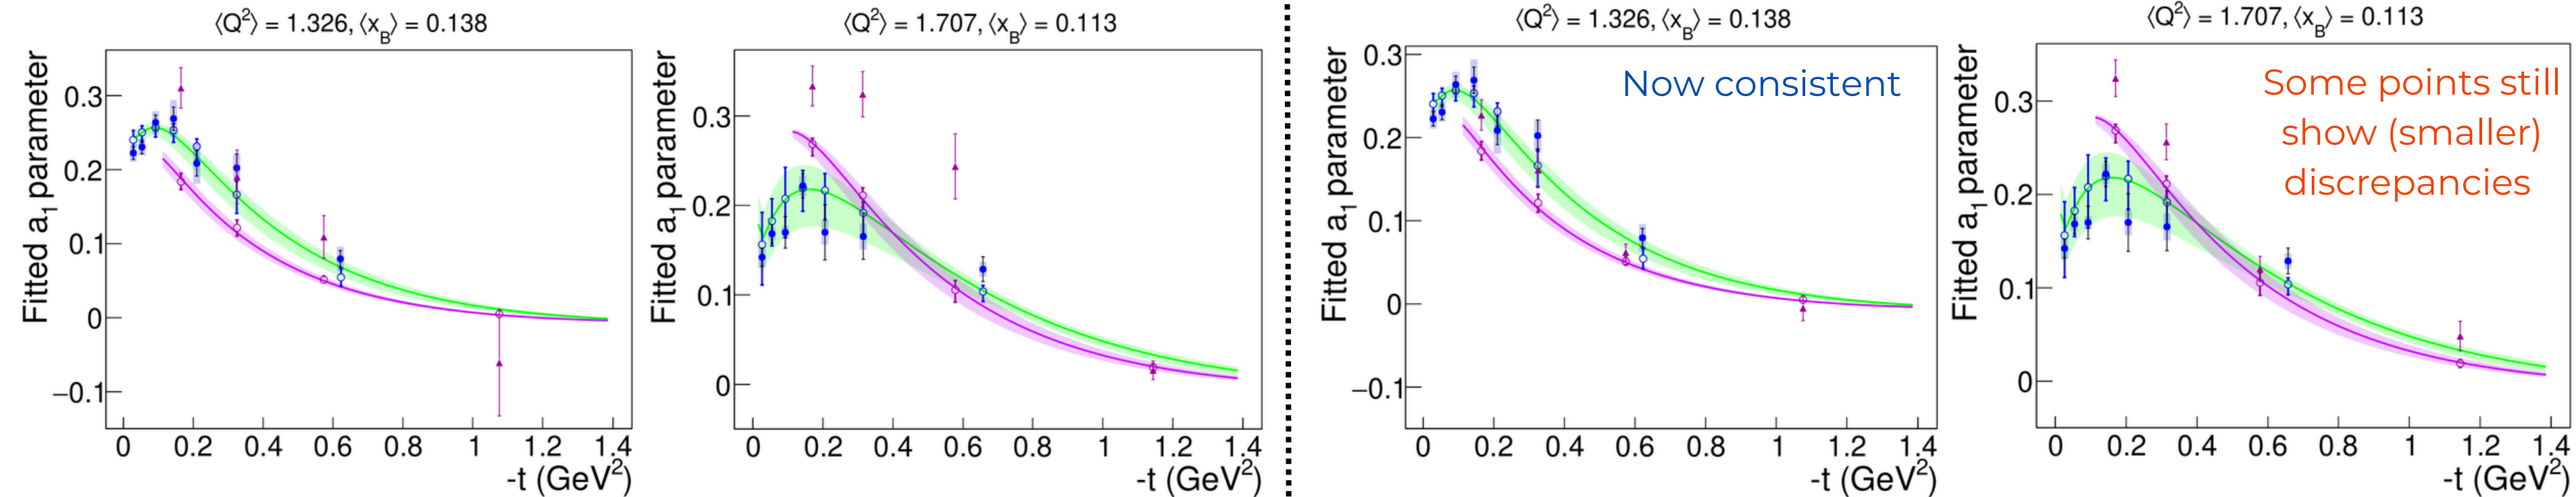 ⟨Q²⟩ = 1.326, ⟨x_B⟩ = 0.138
Fitted a₁ parameter
0.3
0.2
0.1
0
−0.1
0 0.2 0.4 0.6 0.8 1 1.2 1.4
-t (GeV²)
⟨Q²⟩ = 1.707, ⟨x_B⟩ = 0.113
Fitted a₁ parameter
0.3
0.2
0.1
0
0 0.2 0.4 0.6 0.8 1 1.2 1.4
-t (GeV²)
⟨Q²⟩ = 1.326, ⟨x_B⟩ = 0.138
Fitted a₁ parameter
Now consistent
0.3
0.2
0.1
0
−0.1
0 0.2 0.4 0.6 0.8 1 1.2 1.4
-t (GeV²)
⟨Q²⟩ = 1.707, ⟨x_B⟩ = 0.113
Fitted a₁ parameter
Some points still
show (smaller)
discrepancies
0.3
0.2
0.1
0
0 0.2 0.4 0.6 0.8 1 1.2 1.4
-t (GeV²)